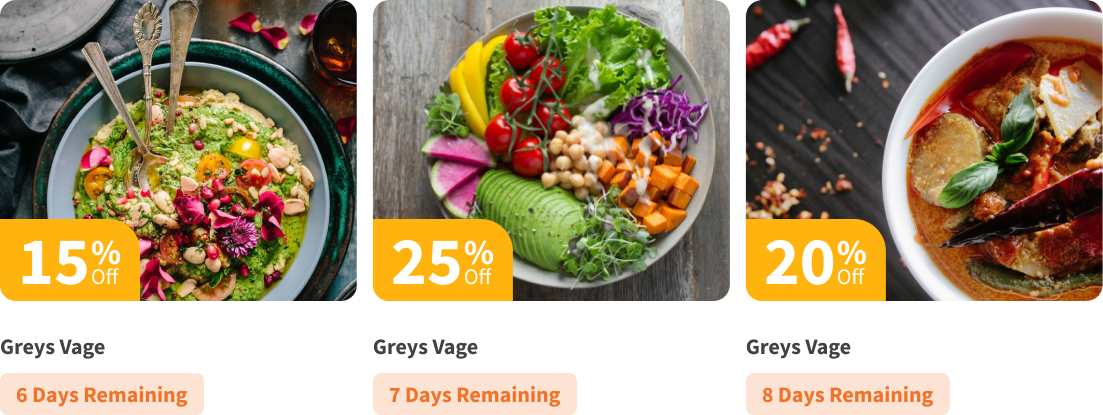 15% Off
25% Off
20% Off
Greys Vage
Greys Vage
Greys Vage
6 Days Remaining
7 Days Remaining
8 Days Remaining